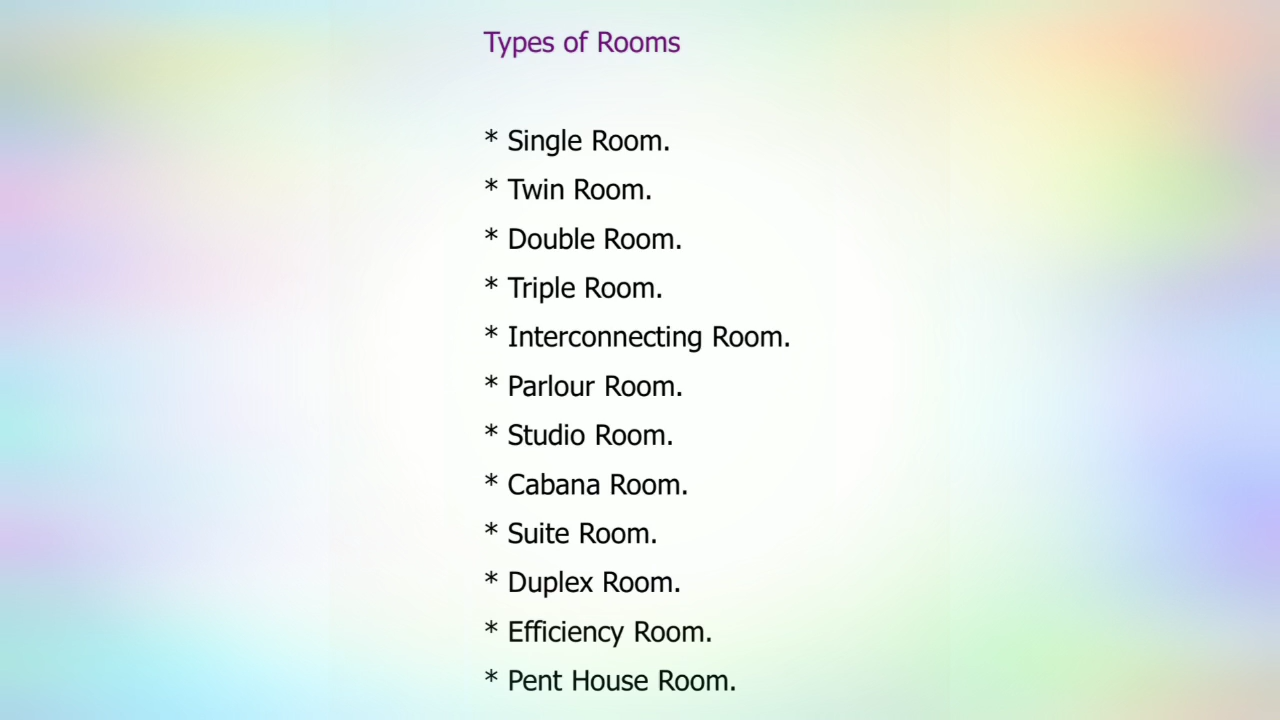 Types of Rooms
* Single Room.
* Twin Room.
* Double Room.
* Triple Room.
* Interconnecting Room.
* Parlour Room.
* Studio Room.
* Cabana Room.
* Suite Room.
* Duplex Room.
* Efficiency Room.
* Pent House Room.